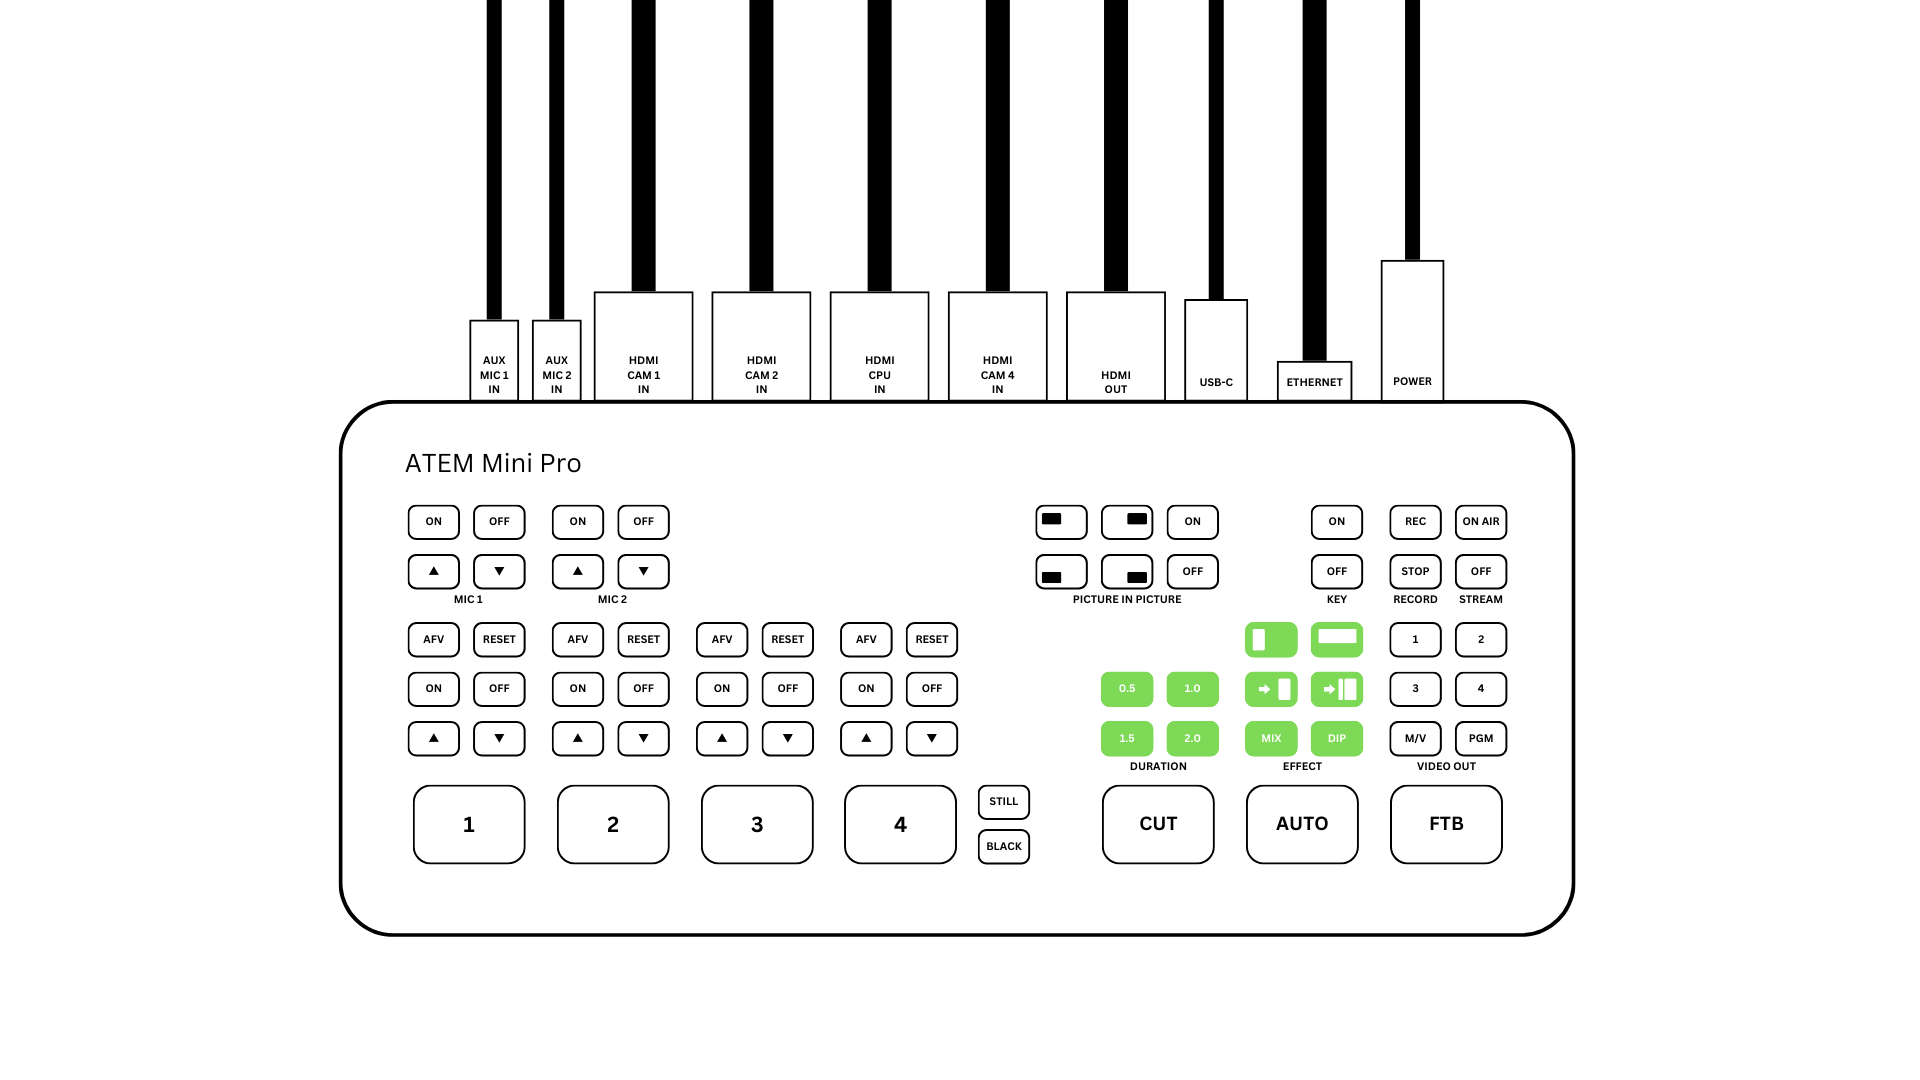 AUX
MIC 1
IN
AUX
MIC 2
IN
HDMI
CAM 1
IN
HDMI
CAM 2
IN
HDMI
CPU
IN
HDMI
CAM 4
IN
HDMI
OUT
USB-C
ETHERNET
POWER
ATEM Mini Pro
ON OFF ON OFF ON ON REC ON AIR
OFF OFF STOP OFF
MIC 1 MIC 2 PICTURE IN PICTURE KEY RECORD STREAM
AFV RESET AFV RESET AFV RESET AFV RESET 1 2
ON OFF ON OFF ON OFF ON OFF 0.5 1.0 3 4
1.5 2.0 MIX DIP M/V PGM
DURATION EFFECT VIDEO OUT
1 2 3 4 STILL CUT AUTO FTB
BLACK